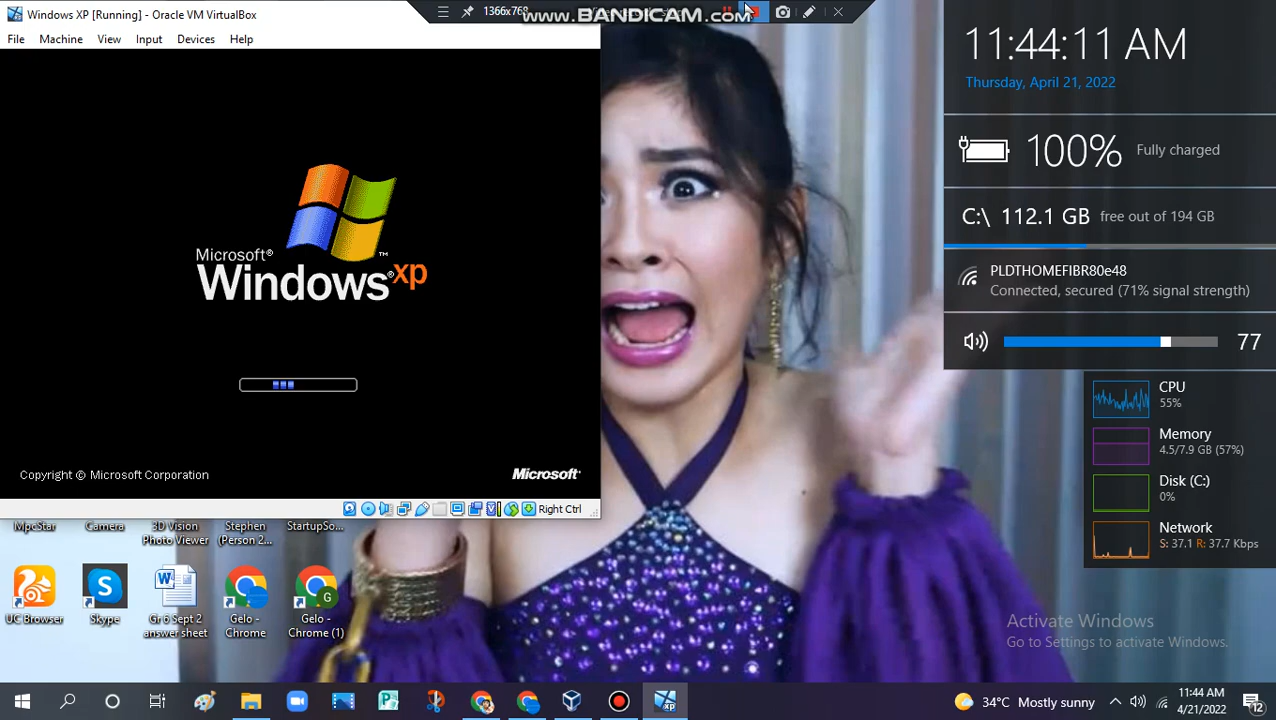 Windows XP [Running] - Oracle VM VirtualBox
1366x768
www.BANDICAM.com
File Machine View Input Devices Help
Microsoft®
Windows® xp
™
Copyright © Microsoft Corporation
Microsoft®
Right Ctrl
11:44:11 AM
Thursday, April 21, 2022
100% Fully charged
C:\ 112.1 GB free out of 194 GB
PLDTHOMEFIBR80e48
Connected, secured (71% signal strength)
77
CPU
55%
Memory
4.5/7.9 GB (57%)
Disk (C:)
0%
Network
S: 37.1 R: 37.7 Kbps
MpcStar
Camera
3D Vision
Photo Viewer
Stephen
(Person 2...
StartupSo...
UC Browser
Skype
Gr 6 Sept 2
answer sheet
Gelo -
Chrome
Gelo -
Chrome (1)
Activate Windows
Go to Settings to activate Windows.
34°C Mostly sunny
11:44 AM
4/21/2022
12